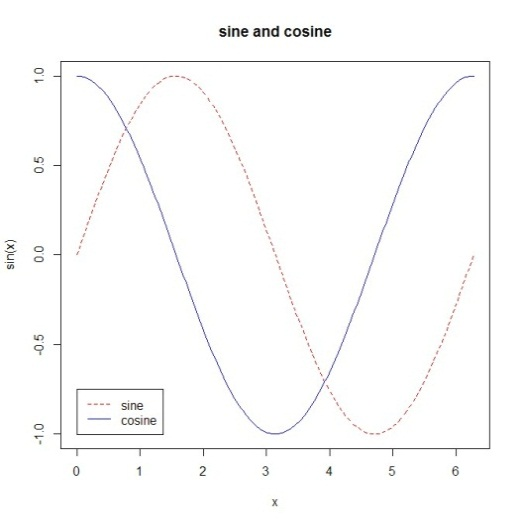 sine and cosine
1.0
0.5
0.0
-0.5
-1.0
sin(x)
sine
cosine
0 1 2 3 4 5 6
x